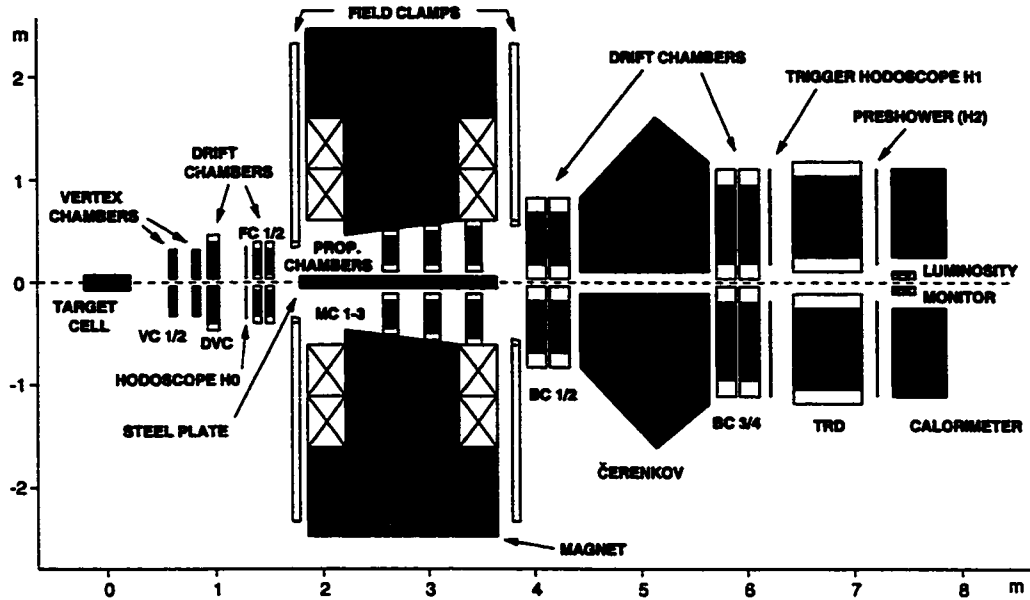 FIELD CLAMPS
m
DRIFT CHAMBERS
TRIGGER HODOSCOPE H1
2
PRESHOWER (H2)
DRIFT
CHAMBERS
1
VERTEX
CHAMBERS
FC 1/2
PROP.
CHAMBERS
LUMINOSITY
0
MONITOR
TARGET
CELL
MC 1-3
VC 1/2
DVC
HODOSCOPE H0
-1
BC 1/2
STEEL PLATE
BC 3/4
TRD
CALORIMETER
ČERENKOV
-2
MAGNET
0 1 2 3 4 5 6 7 8 m